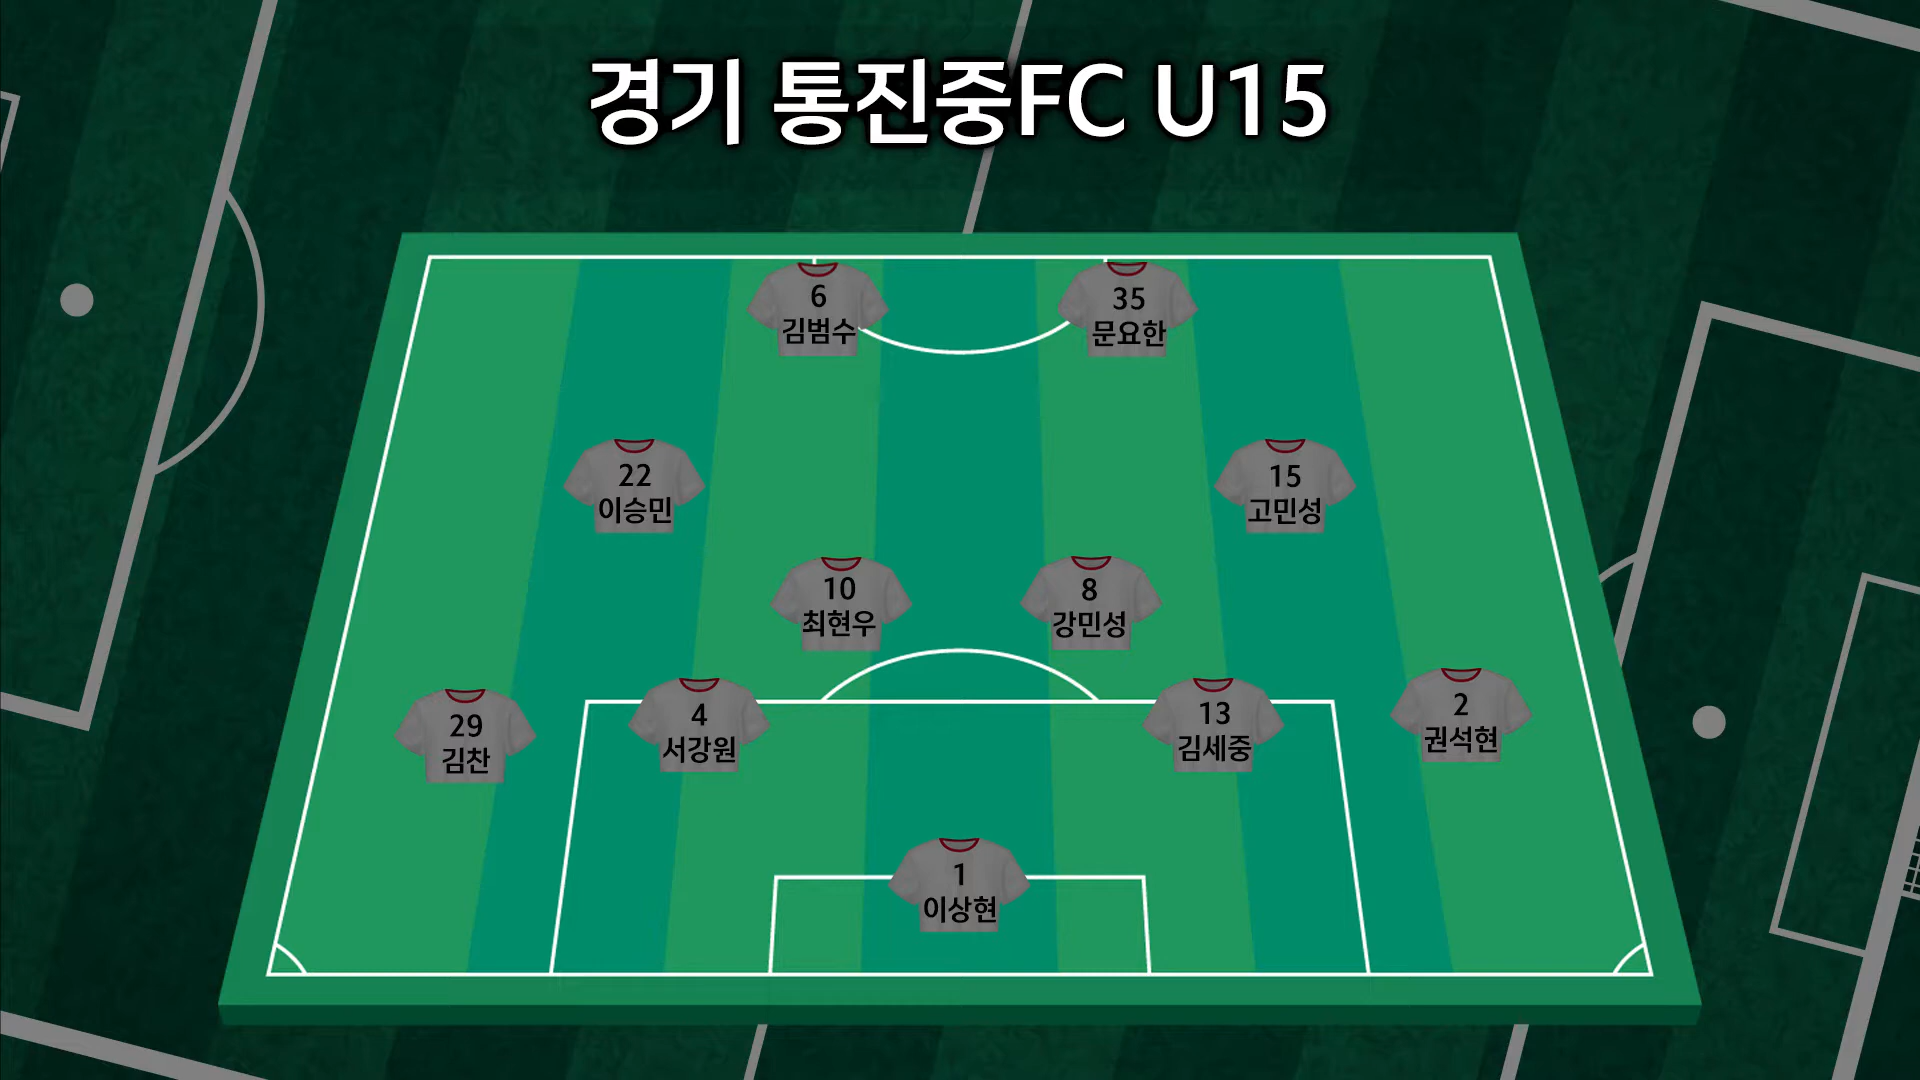 경기 통진중FC U15
6
김범수
35
문요한
22
이승민
15
고민성
10
최현우
8
강민성
29
김찬
4
서강원
13
김세중
2
권석현
1
이상현